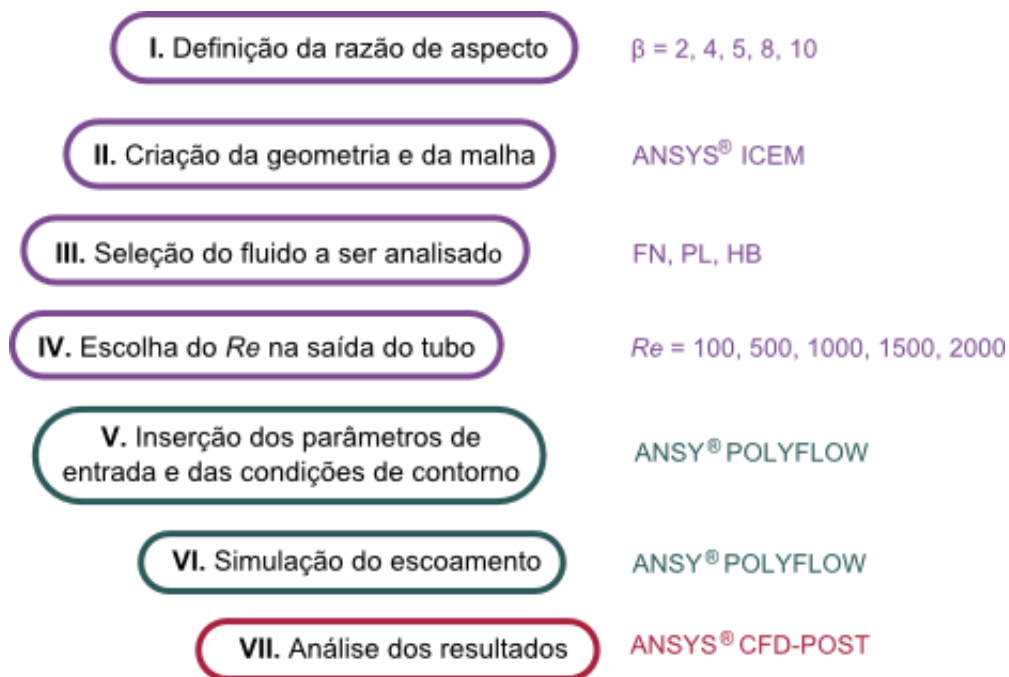 I. Definição da razão de aspecto
β = 2, 4, 5, 8, 10
II. Criação da geometria e da malha
ANSYS® ICEM
III. Seleção do fluido a ser analisado
FN, PL, HB
IV. Escolha do Re na saída do tubo
Re = 100, 500, 1000, 1500, 2000
V. Inserção dos parâmetros de
entrada e das condições de contorno
ANSY® POLYFLOW
VI. Simulação do escoamento
ANSY® POLYFLOW
VII. Análise dos resultados
ANSYS® CFD-POST